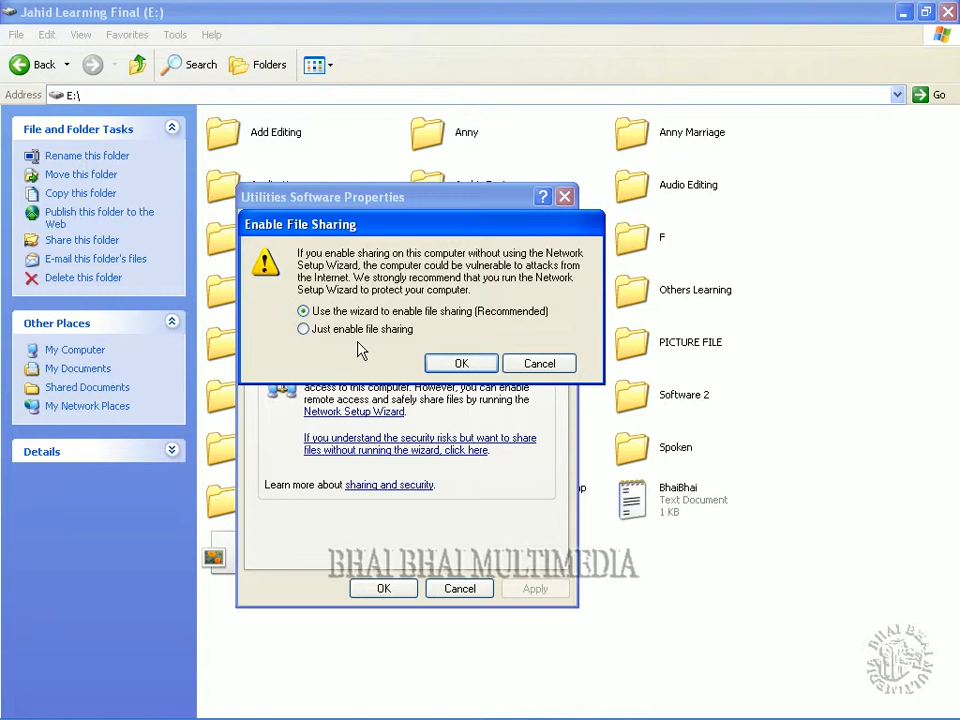 Jahid Learning Final (E:)
File Edit View Favorites Tools Help
Back Search Folders
Address E:\ Go
File and Folder Tasks
Rename this folder
Move this folder
Copy this folder
Publish this folder to the
Web
Share this folder
E-mail this folder's files
Delete this folder
Other Places
My Computer
My Documents
Shared Documents
My Network Places
Details
Add Editing Anny Anny Marriage
Audio Editing
F
Others Learning
PICTURE FILE
Software 2
Spoken
BhaiBhai
Text Document
1 KB
Utilities Software Properties
Enable File Sharing
If you enable sharing on this computer without using the Network
Setup Wizard, the computer could be vulnerable to attacks from
the Internet. We strongly recommend that you run the Network
Setup Wizard to protect your computer.
Use the wizard to enable file sharing (Recommended)
Just enable file sharing
OK Cancel
access to this computer. However, you can enable
remote access and safely share files by running the
Network Setup Wizard.
If you understand the security risks but want to share
files without running the wizard, click here.
Learn more about sharing and security.
OK Cancel Apply
BHAI BHAI MULTIMEDIA
BHAI BHAI MULTIMEDIA